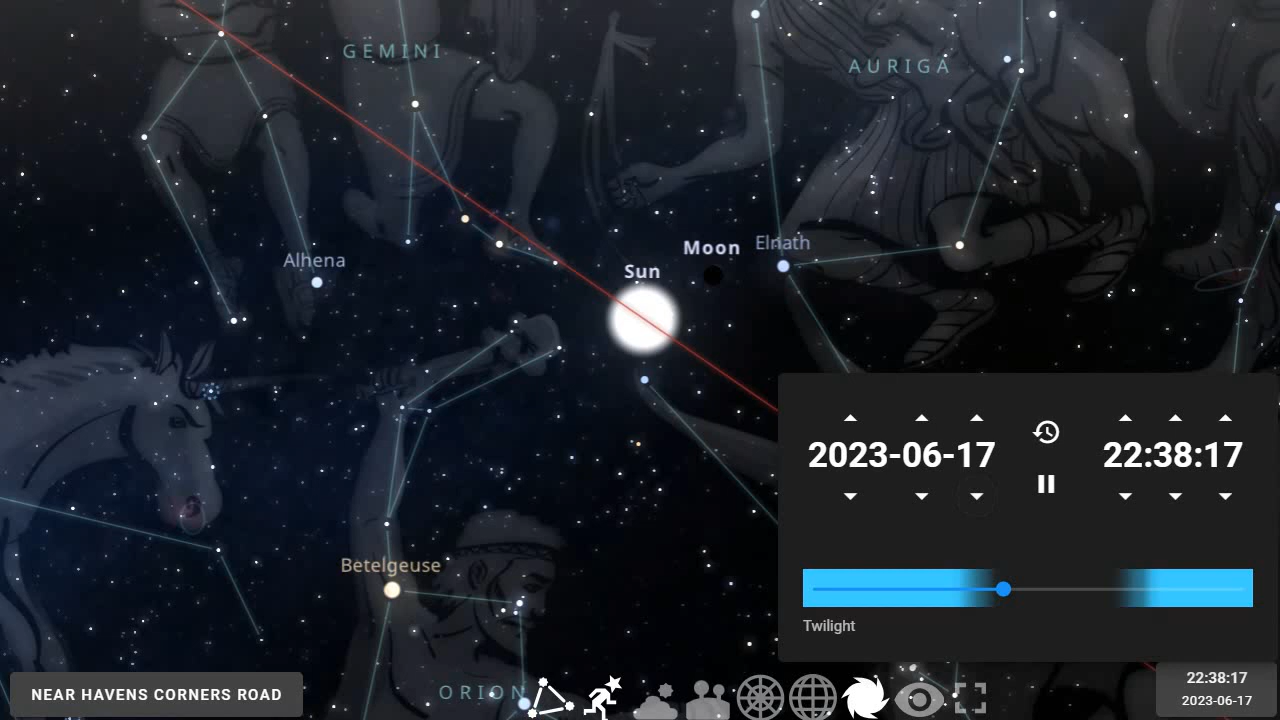 GEMINI
AURIGA
Moon
Elnath
Alhena
Sun
2023-06-17
22:38:17
Betelgeuse
Twilight
ORION
NEAR HAVENS CORNERS ROAD
22:38:17
2023-06-17